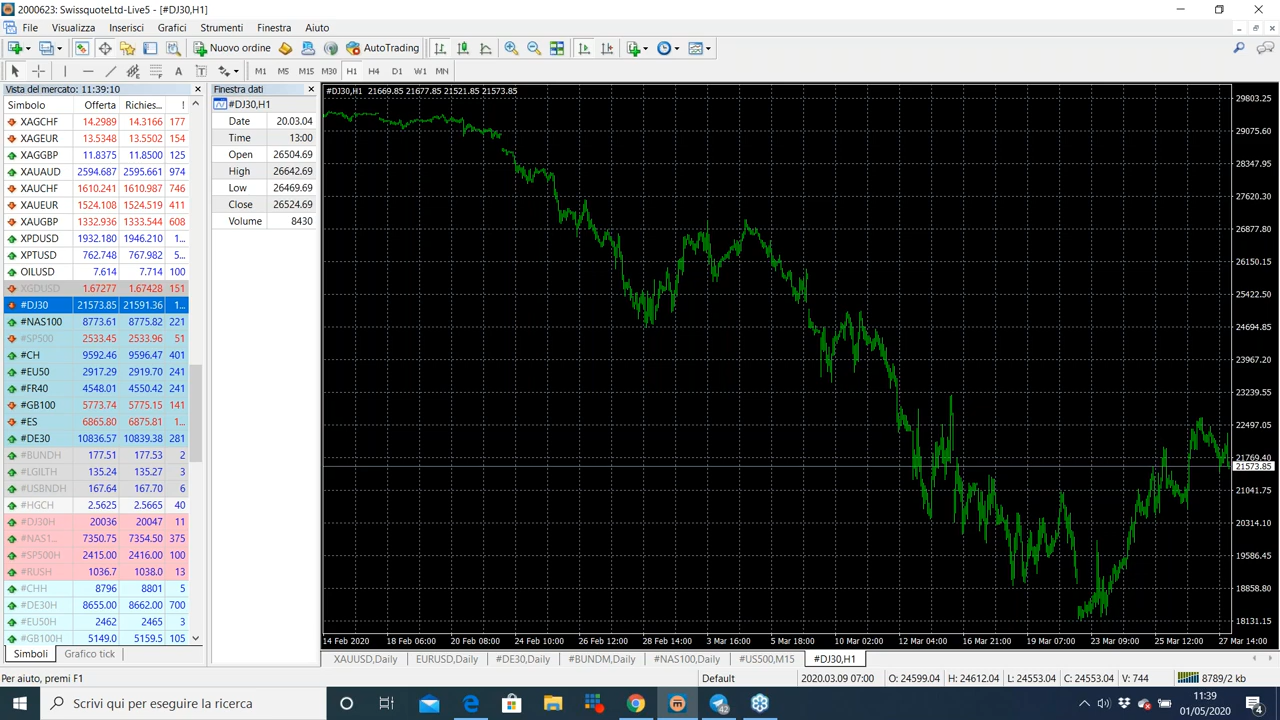 2000623: SwissquoteLtd-Live5 - [#DJ30,H1]
File Visualizza Inserisci Grafici Strumenti Finestra Aiuto
Nuovo ordine AutoTrading
M1 M5 M15 M30 H1 H4 D1 W1 MN
Vista del mercato: 11:39:10
Simbolo Offerta Richies... !
XAGCHF 14.2989 14.3166 177
XAGEUR 13.5348 13.5502 154
XAGGBP 11.8375 11.8500 125
XAUAUD 2594.687 2595.661 974
XAUCHF 1610.241 1610.987 746
XAUEUR 1524.108 1524.519 411
XAUGBP 1332.936 1333.544 608
XPDUSD 1932.180 1946.210 1...
XPTUSD 762.748 767.982 5...
OILUSD 7.614 7.714 100
XGDUSD 1.67277 1.67428 151
#DJ30 21573.85 21591.36 1...
#NAS100 8773.61 8775.82 221
#SP500 2533.45 2533.96 51
#CH 9592.46 9596.47 401
#EU50 2917.29 2919.70 241
#FR40 4548.01 4550.42 241
#GB100 5773.74 5775.15 141
#ES 6865.80 6875.81 1...
#DE30 10836.57 10839.38 281
#BUNDH 177.51 177.53 2
#LGILTH 135.24 135.27 3
#USBNDH 167.64 167.70 6
#HGCH 2.5625 2.5665 40
#DJ30H 20036 20047 11
#NAS1... 7350.75 7354.50 375
#SP500H 2415.00 2416.00 100
#RUSH 1036.7 1038.0 13
#CHH 8796 8801 5
#DE30H 8655.00 8662.00 700
#EU50H 2462 2465 3
#GB100H 5149.0 5159.5 105
Simboli Grafico tick
Finestra dati
#DJ30,H1
Date 20.03.04
Time 13:00
Open 26504.69
High 26642.69
Low 26469.69
Close 26524.69
Volume 8430
#DJ30,H1 21669.85 21677.85 21521.85 21573.85
29803.25
29075.60
28347.95
27620.30
26877.80
26150.15
25422.50
24694.85
23967.20
23239.55
22497.05
21769.40
21573.85
21041.75
20314.10
19586.45
18858.80
18131.15
14 Feb 2020 18 Feb 06:00 20 Feb 08:00 24 Feb 10:00 26 Feb 12:00 28 Feb 14:00 3 Mar 16:00 5 Mar 18:00 10 Mar 02:00 12 Mar 04:00 16 Mar 21:00 19 Mar 07:00 23 Mar 09:00 25 Mar 12:00 27 Mar 14:00
XAUUSD,Daily EURUSD,Daily #DE30,Daily #BUNDM,Daily #NAS100,Daily #US500,M15 #DJ30,H1
Per aiuto, premi F1 Default 2020.03.09 07:00 O: 24599.04 H: 24612.04 L: 24553.04 C: 24553.04 V: 744 8789/2 kb
Scrivi qui per eseguire la ricerca
42
11:39
01/05/2020
4